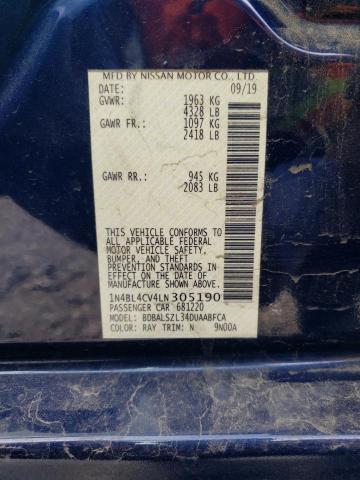 MFD BY NISSAN MOTOR CO., LTD.
DATE: 09/19
GVWR: 1963 KG
4328 LB
GAWR FR.: 1097 KG
2418 LB
GAWR RR.: 945 KG
2083 LB
THIS VEHICLE CONFORMS TO
ALL APPLICABLE FEDERAL
MOTOR VEHICLE SAFETY,
BUMPER, AND THEFT
PREVENTION STANDARDS IN
EFFECT ON THE DATE OF
MANUFACTURE SHOWN ABOVE.
1N4BL4CV4LN305190
PASSENGER CAR 681220
MODEL: BDBALSZL34DUAABFCA
COLOR: RAY TRIM: N 9N00A